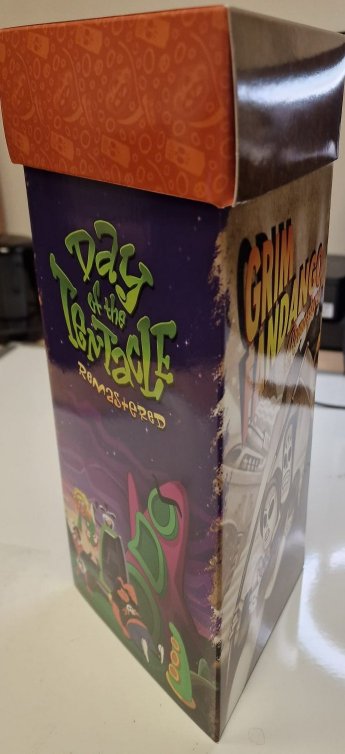 Day
of the
TENTACLE
REMASTERED
GRIM
FANDANGO